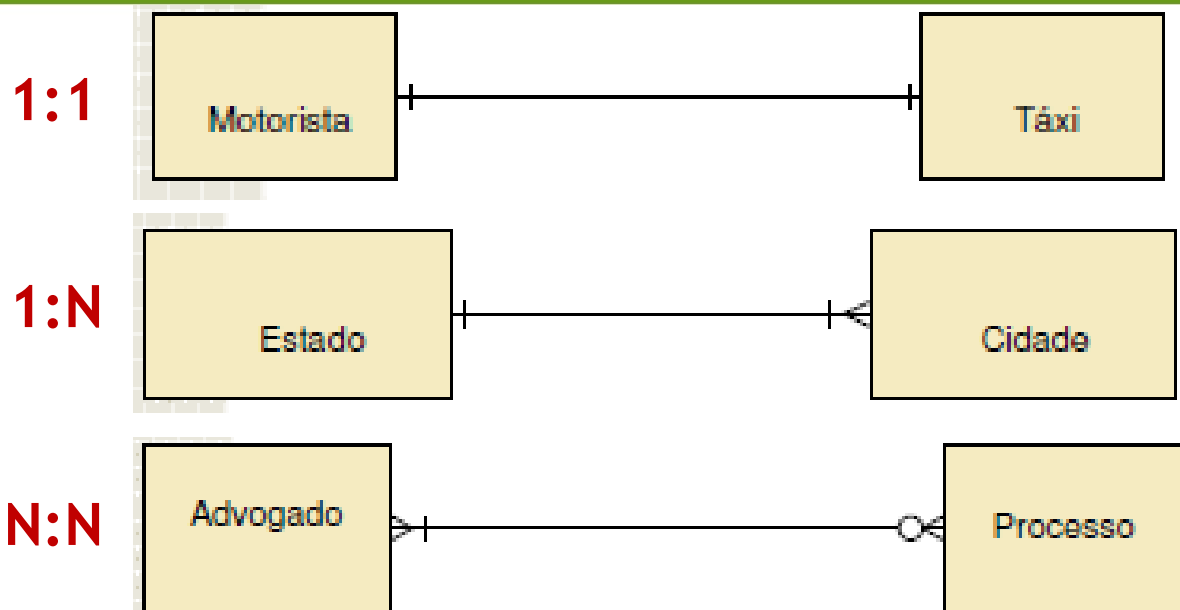 1:1
Motorista
Táxi
1:N
Estado
Cidade
N:N
Advogado
Processo